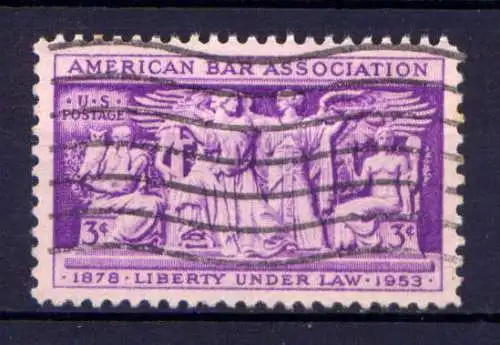 AMERICAN BAR ASSOCIATION
· U·S ·
POSTAGE
3¢ 3¢
· 1878 · LIBERTY UNDER LAW · 1953 ·